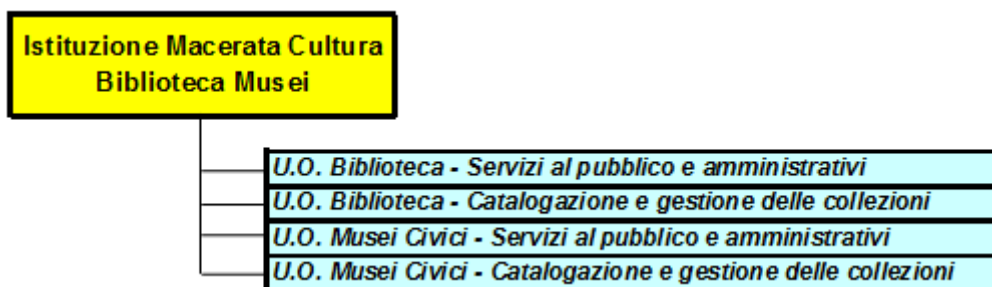 Istituzione Macerata Cultura
Biblioteca Musei
U.O. Biblioteca - Servizi al pubblico e amministrativi
U.O. Biblioteca - Catalogazione e gestione delle collezioni
U.O. Musei Civici - Servizi al pubblico e amministrativi
U.O. Musei Civici - Catalogazione e gestione delle collezioni